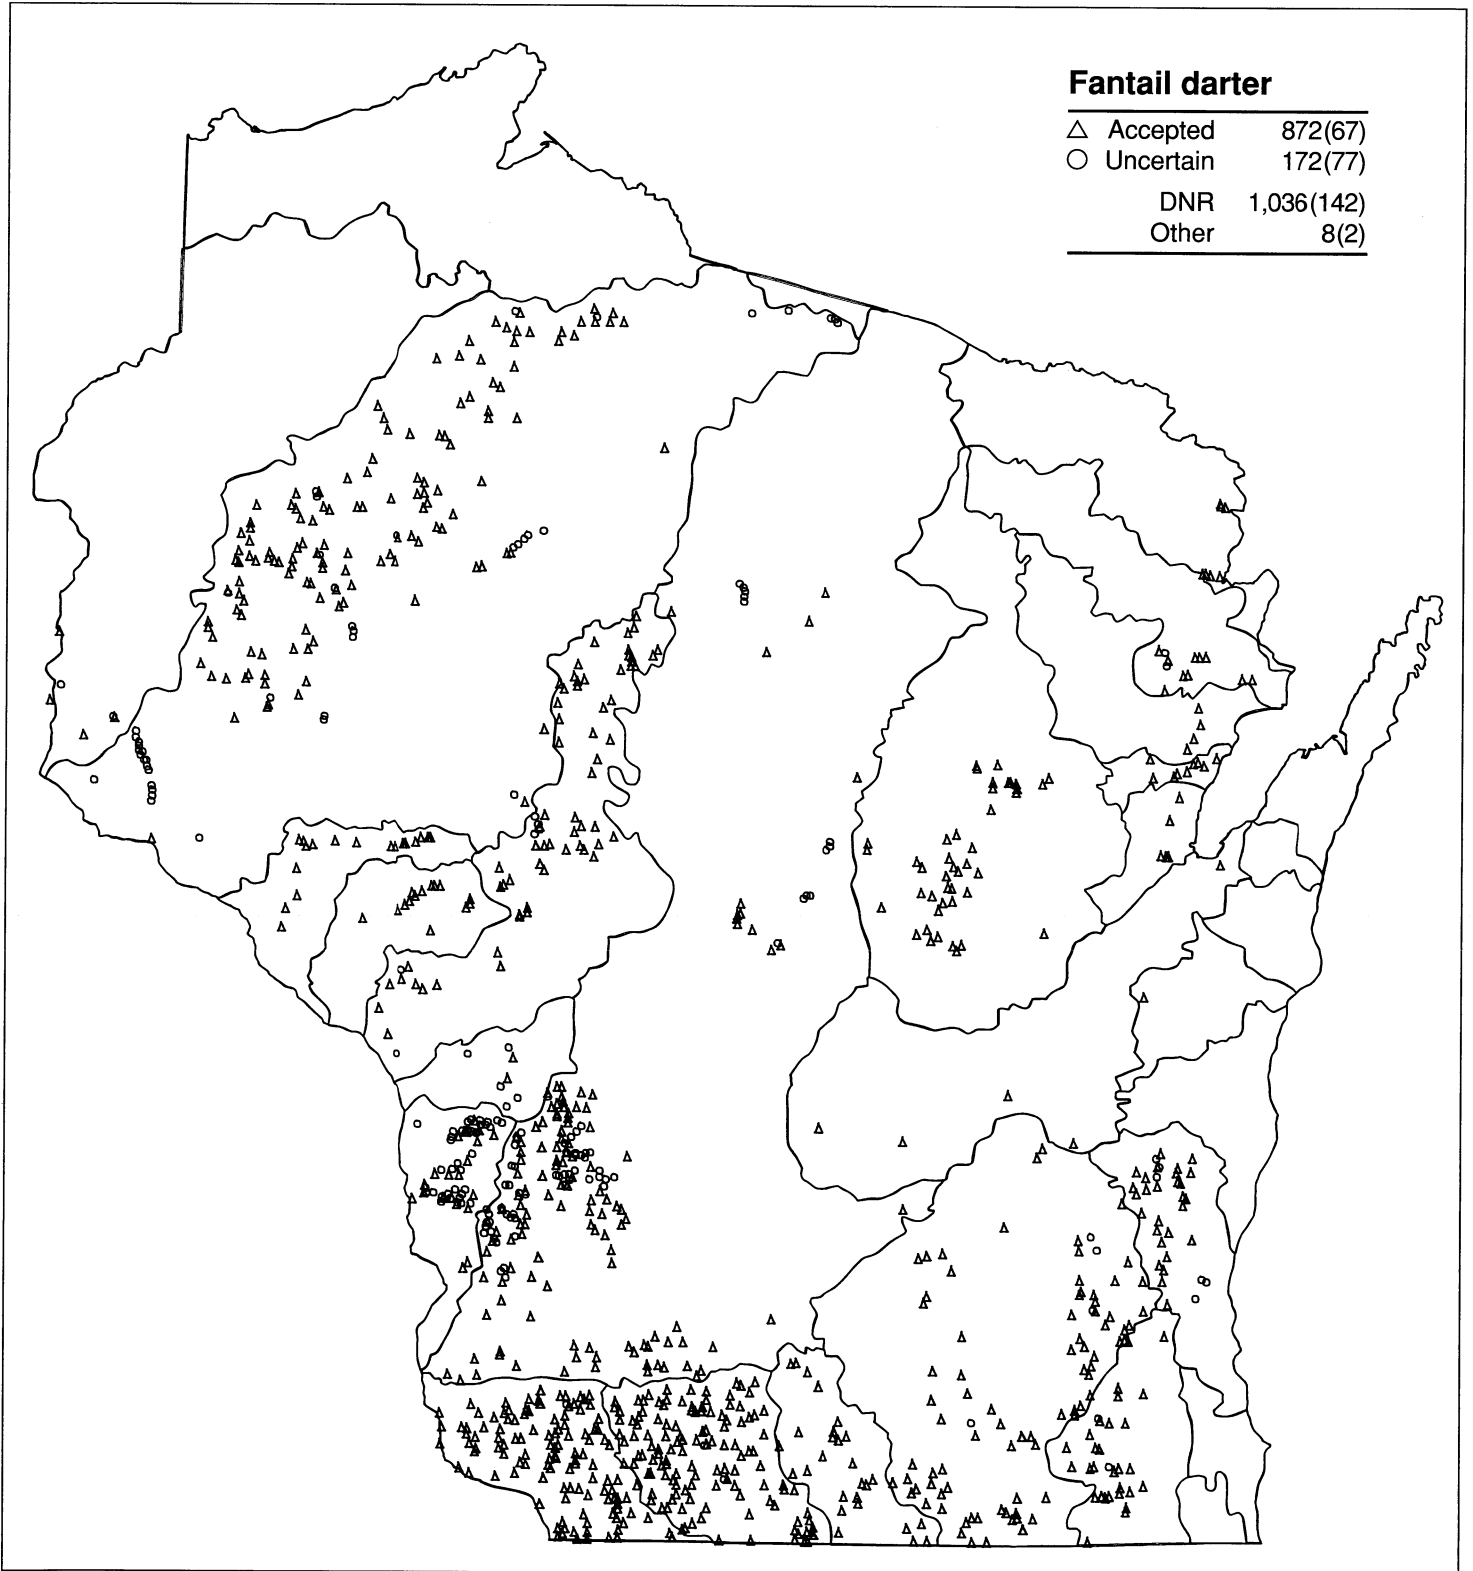 Fantail darter
△ Accepted 872(67)
○ Uncertain 172(77)
DNR 1,036(142)
Other 8(2)